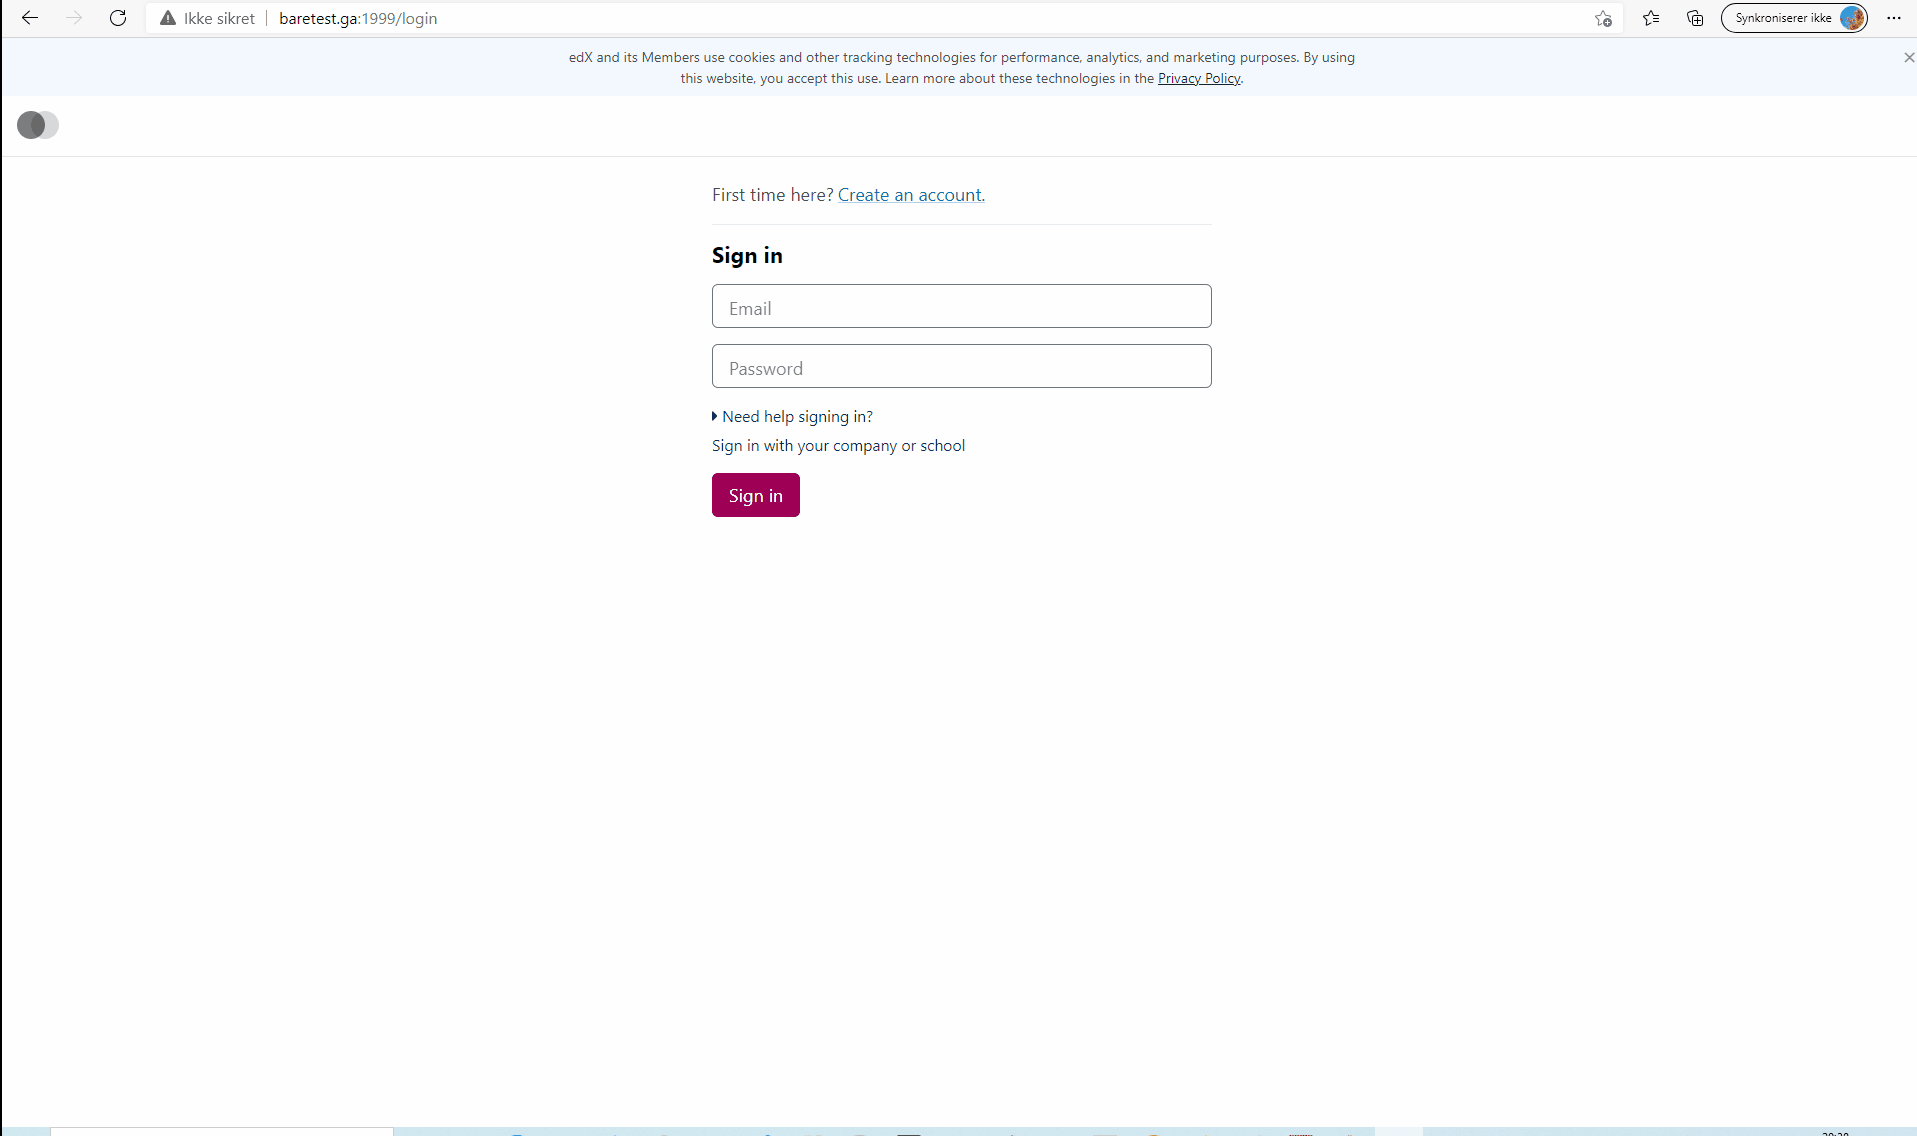 Ikke sikret
baretest.ga:1999/login
Synkroniserer ikke
edX and its Members use cookies and other tracking technologies for performance, analytics, and marketing purposes. By using
this website, you accept this use. Learn more about these technologies in the Privacy Policy.
First time here? Create an account.
Sign in
Email
Password
Need help signing in?
Sign in with your company or school
Sign in